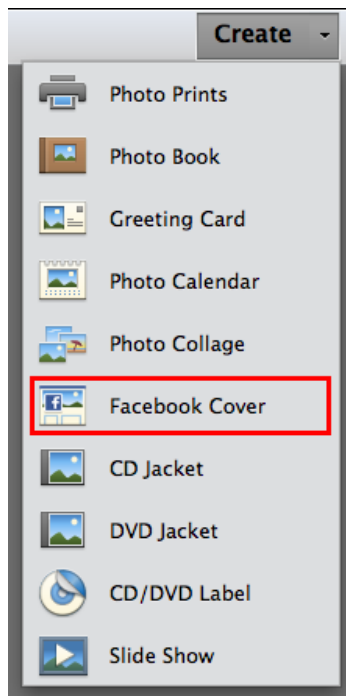 Create
Photo Prints
Photo Book
Greeting Card
Photo Calendar
Photo Collage
Facebook Cover
CD Jacket
DVD Jacket
CD/DVD Label
Slide Show